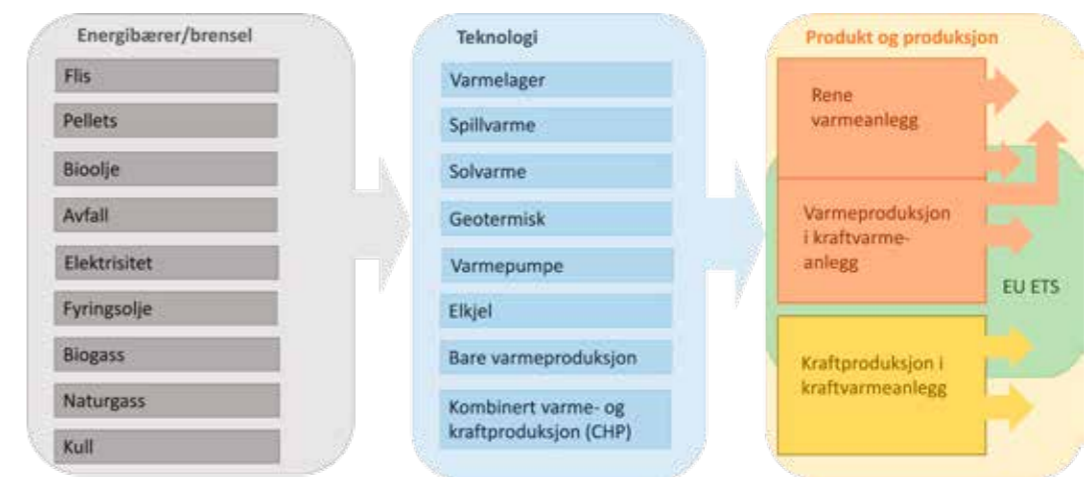 Energibærer/brensel
Flis
Pellets
Bioolje
Avfall
Elektrisitet
Fyringsolje
Biogass
Naturgass
Kull
Teknologi
Varmelager
Spillvarme
Solvarme
Geotermisk
Varmepumpe
Elkjel
Bare varmeproduksjon
Kombinert varme- og
kraftproduksjon (CHP)
Produkt og produksjon
Rene
varmeanlegg
Varmeproduksjon
i kraftvarme-
anlegg
EU ETS
Kraftproduksjon i
kraftvarmeanlegg